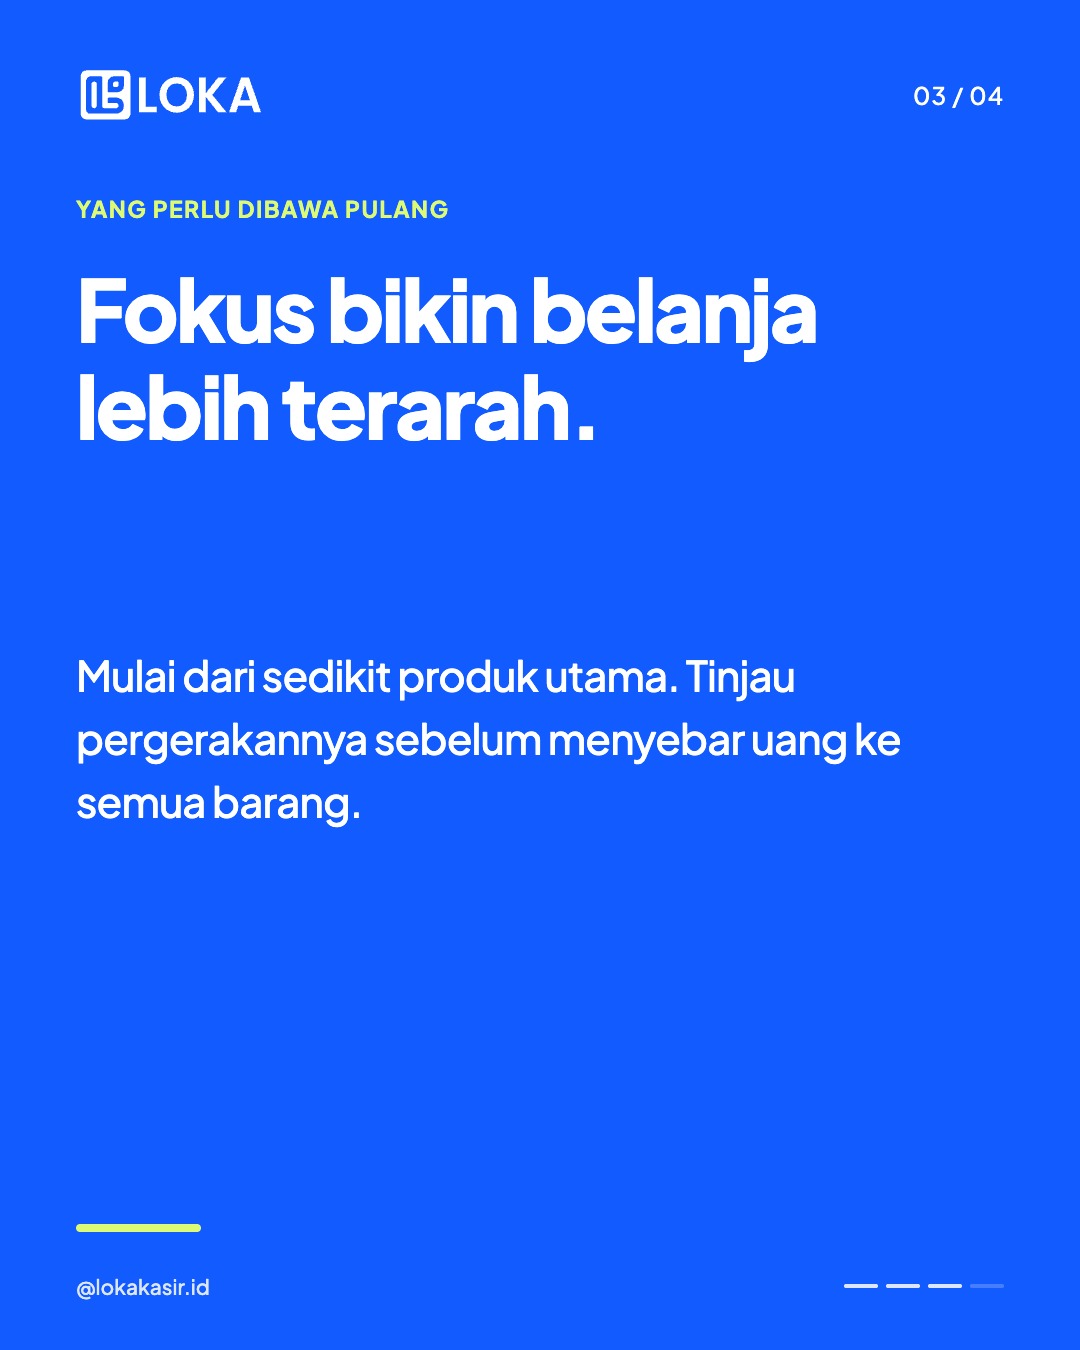 LOKA
03 / 04
YANG PERLU DIBAWA PULANG
Fokus bikin belanja
lebih terarah.
Mulai dari sedikit produk utama. Tinjau
pergerakannya sebelum menyebar uang ke
semua barang.
@lokakasir.id